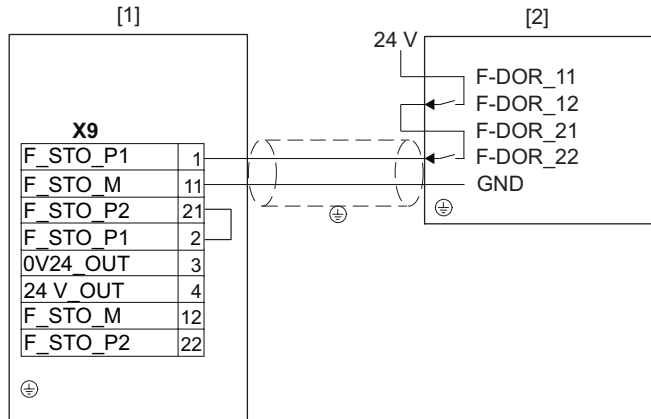 [1]
[2]
24 V
F-DOR_11
F-DOR_12
F-DOR_21
F-DOR_22
GND
X9
F_STO_P1 1
F_STO_M 11
F_STO_P2 21
F_STO_P1 2
0V24_OUT 3
24 V_OUT 4
F_STO_M 12
F_STO_P2 22